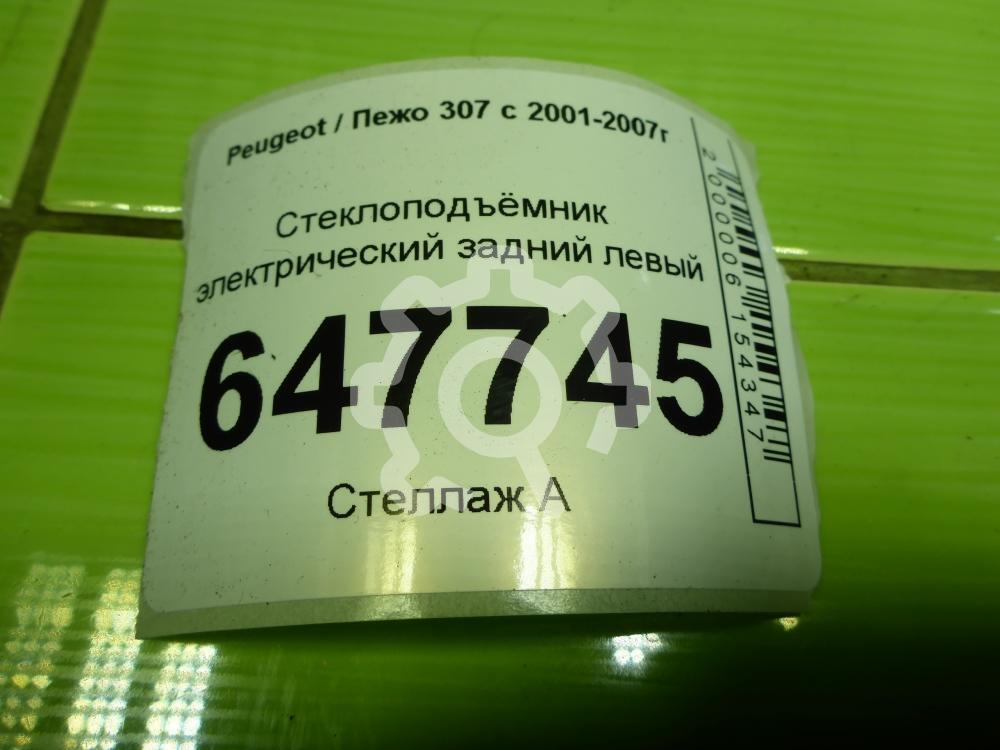 Peugeot / Пежо 307 с 2001-2007г
Стеклоподъёмник
электрический задний левый
647745
Стеллаж А
2000006154347